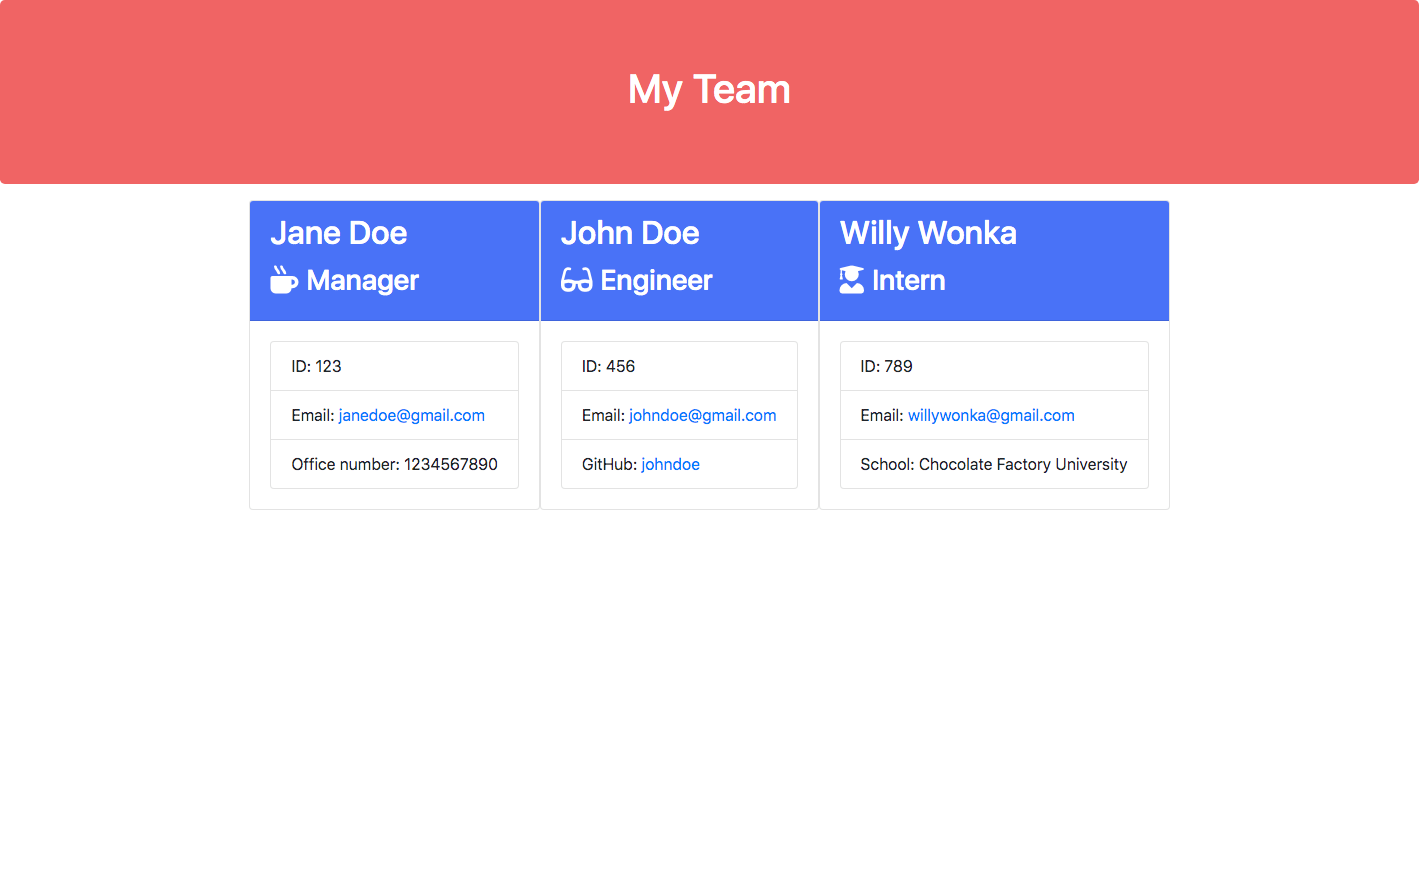 My Team
Jane Doe
Manager
ID: 123
Email: janedoe@gmail.com
Office number: 1234567890
John Doe
Engineer
ID: 456
Email: johndoe@gmail.com
GitHub: johndoe
Willy Wonka
Intern
ID: 789
Email: willywonka@gmail.com
School: Chocolate Factory University